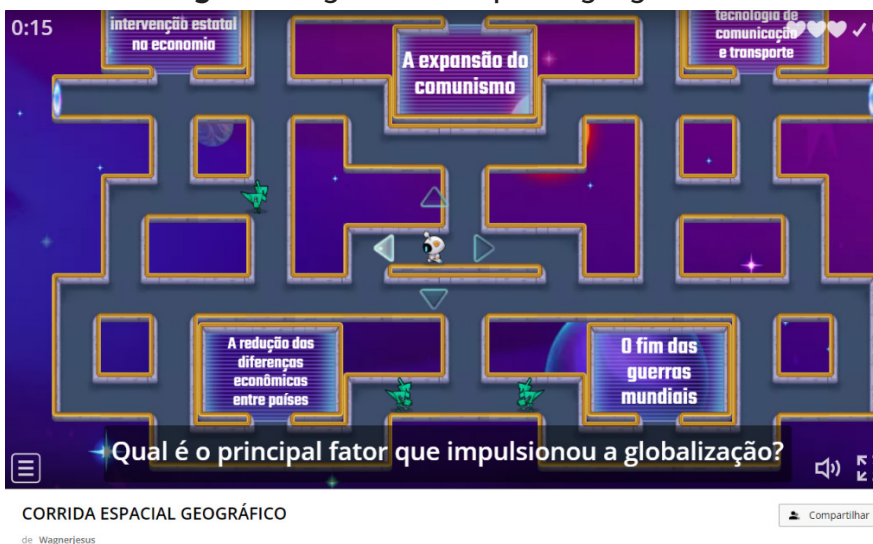 0:15
intervenção estatal
na economia
A expansão do
comunismo
tecnologia de
comunicação
e transporte
A redução das
diferenças
econômicas
entre países
O fim das
guerras
mundiais
Qual é o principal fator que impulsionou a globalização?
CORRIDA ESPACIAL GEOGRÁFICO
Compartilhar
de Wagnerjesus